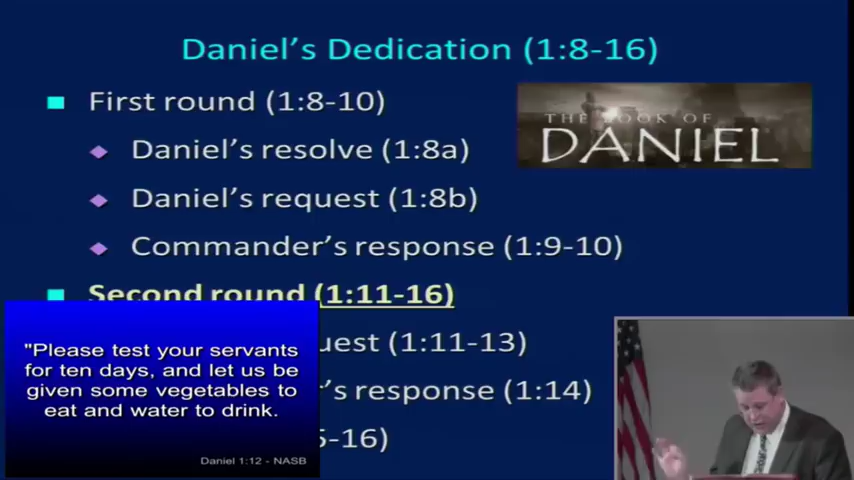 Daniel's Dedication (1:8-16)
First round (1:8-10)
THE BOOK OF
DANIEL
Daniel's resolve (1:8a)
Daniel's request (1:8b)
Commander's response (1:9-10)
Second round (1:11-16)
uest (1:11-13)
r's response (1:14)
-16)
"Please test your servants
for ten days, and let us be
given some vegetables to
eat and water to drink.
Daniel 1:12 - NASB